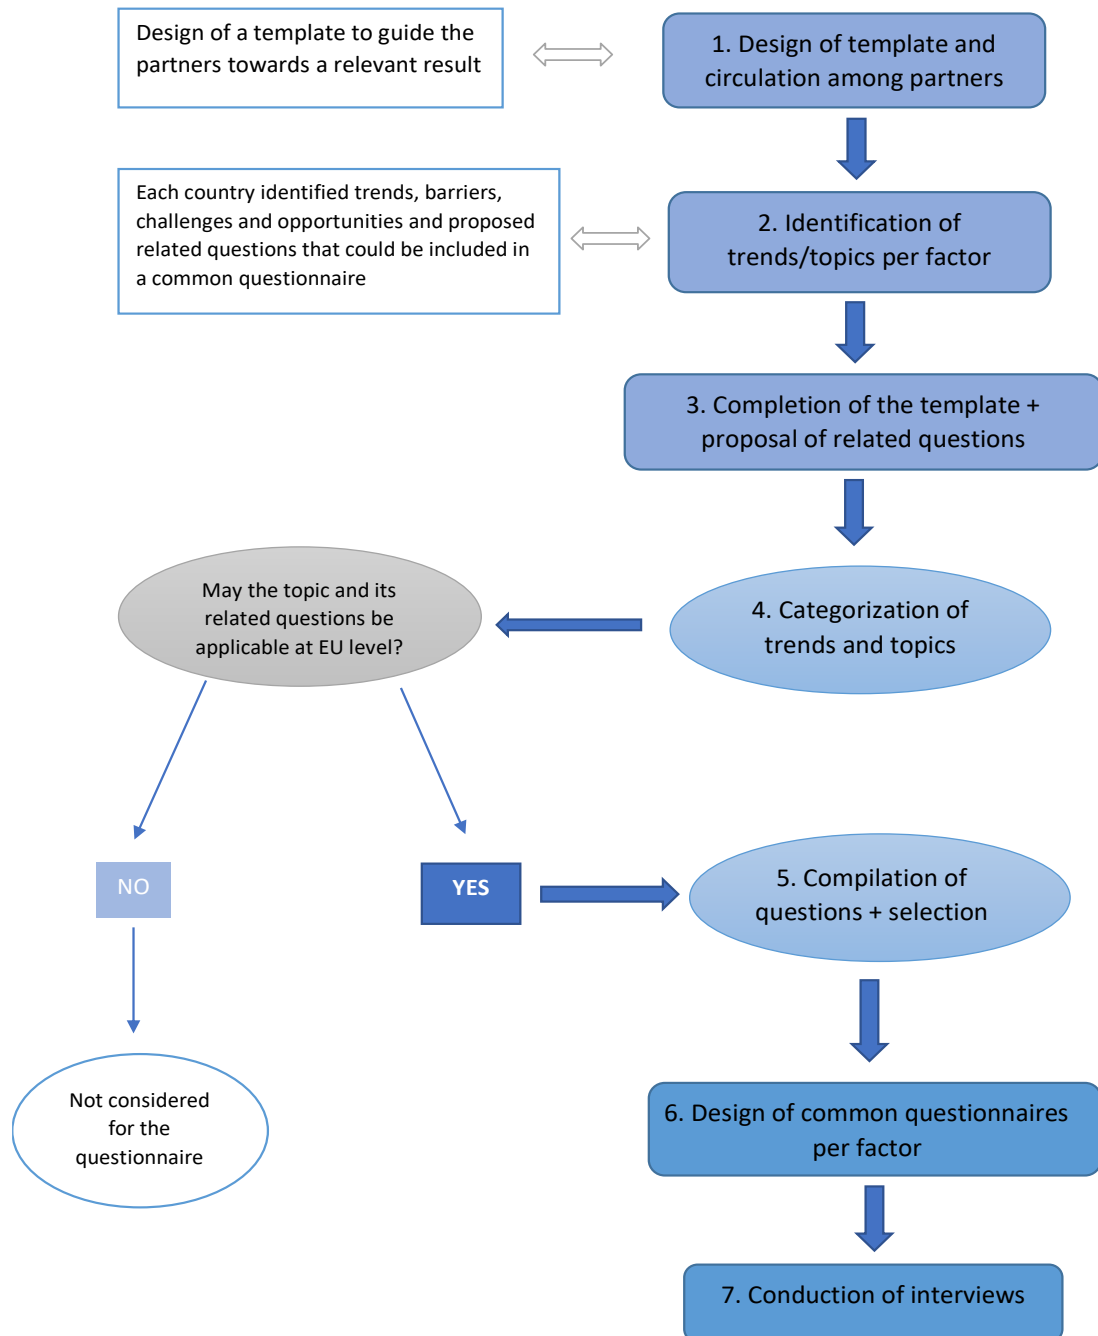 Design of a template to guide the
partners towards a relevant result
1. Design of template and
circulation among partners
Each country identified trends, barriers,
challenges and opportunities and proposed
related questions that could be included in
a common questionnaire
2. Identification of
trends/topics per factor
3. Completion of the template +
proposal of related questions
May the topic and its
related questions be
applicable at EU level?
4. Categorization of
trends and topics
NO
YES
5. Compilation of
questions + selection
Not considered
for the
questionnaire
6. Design of common questionnaires
per factor
7. Conduction of interviews